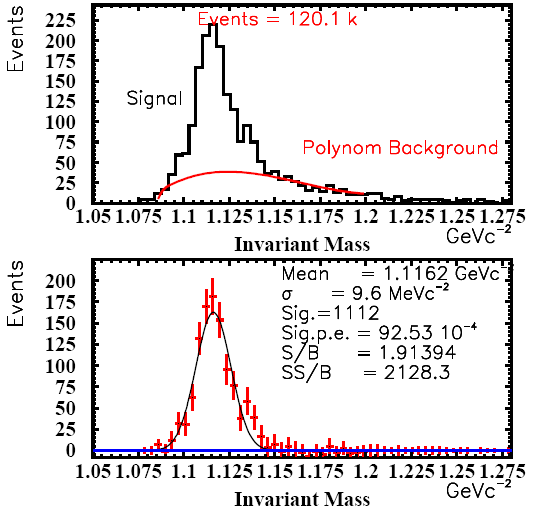 Events = 120.1 k
Events
225
200
175
150
125
100
75
50
25
0
Signal
Polynom Background
1.05 1.075 1.1 1.125 1.15 1.175 1.2 1.225 1.25 1.275
Invariant Mass
GeVc⁻²
Events
200
175
150
125
100
75
50
25
0
Mean = 1.1162 GeVc⁻
σ = 9.6 MeVc⁻²
Sig.=1112
Sig.p.e. = 92.53 10⁻⁴
S/B = 1.91394
SS/B = 2128.3
1.05 1.075 1.1 1.125 1.15 1.175 1.2 1.225 1.25 1.275
Invariant Mass
GeVc⁻²